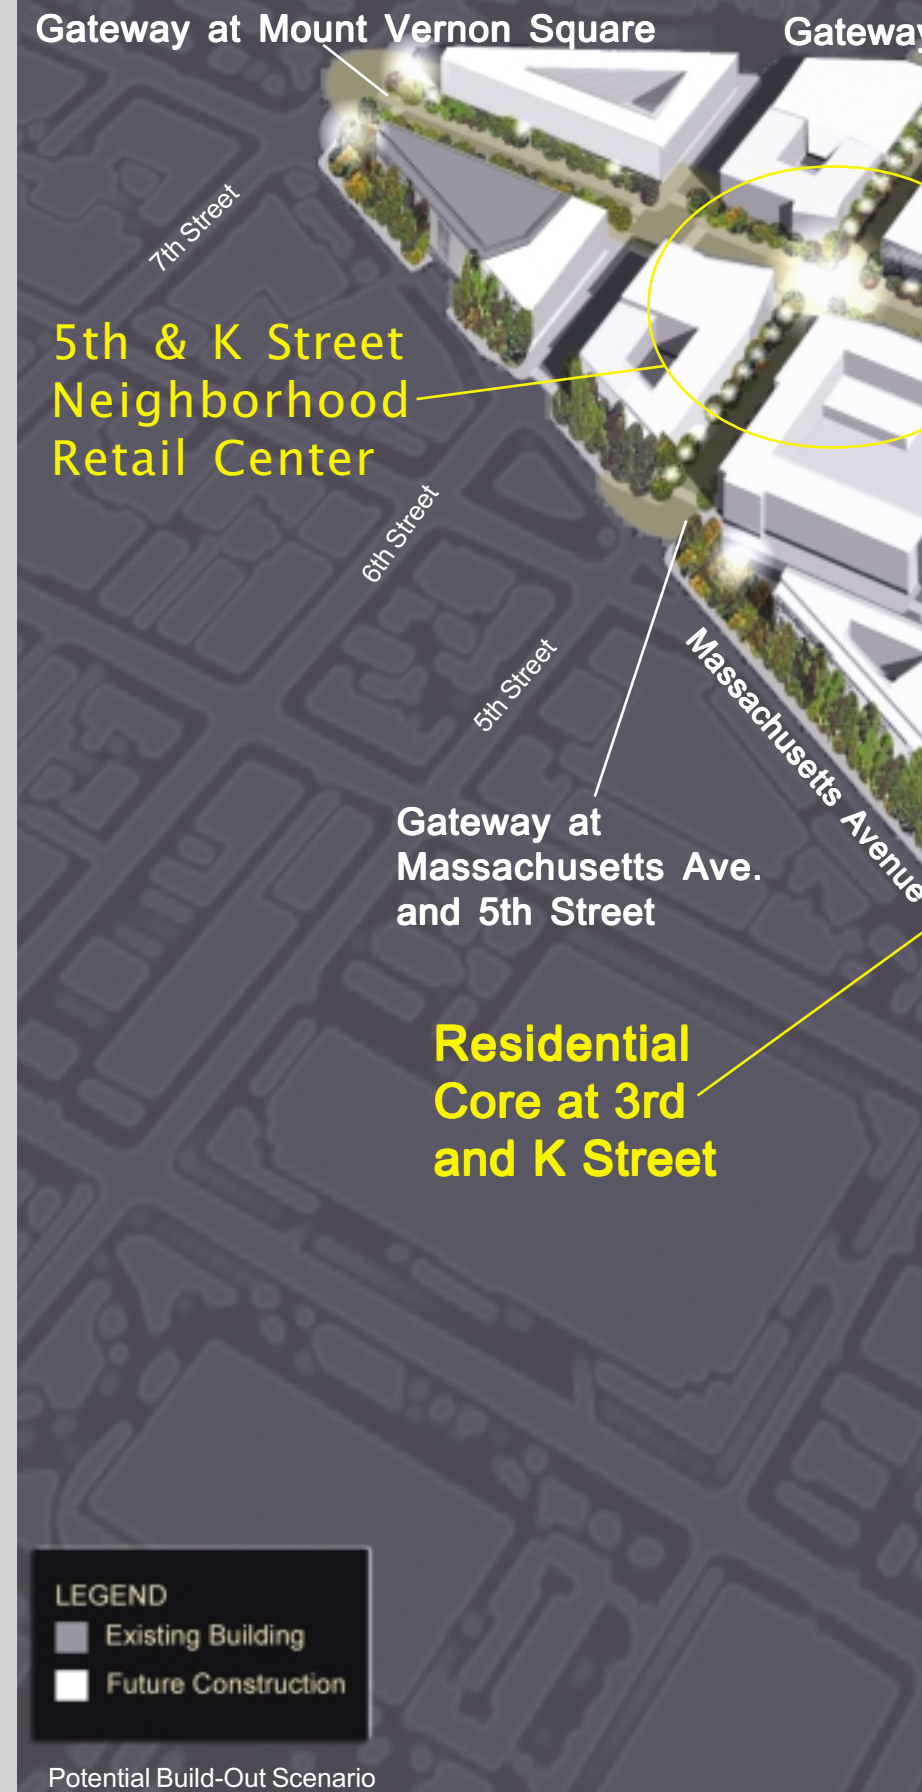 Gateway at Mount Vernon Square
Gateway
7th Street
5th & K Street
Neighborhood
Retail Center
6th Street
5th Street
Massachusetts Avenue
Gateway at
Massachusetts Ave.
and 5th Street
Residential
Core at 3rd
and K Street
LEGEND
Existing Building
Future Construction
Potential Build-Out Scenario